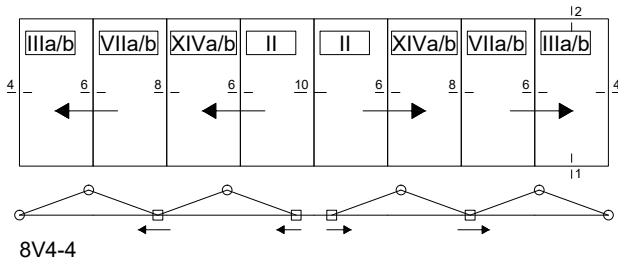 2
IIIa/b VIIa/b XIVa/b II II XIVa/b VIIa/b IIIa/b
4 6 8 6 10 6 8 6 4
1
8V4-4